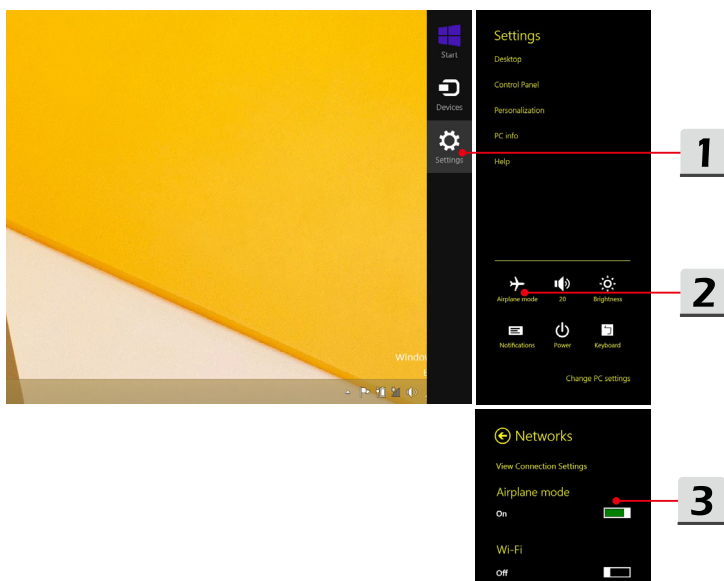 Start
Devices
Settings
Settings
Desktop
Control Panel
Personalization
PC info
Help
1
Airplane mode
20
Brightness
2
Notifications
Power
Keyboard
Change PC settings
Networks
View Connection Settings
Airplane mode
On
3
Wi-Fi
Off